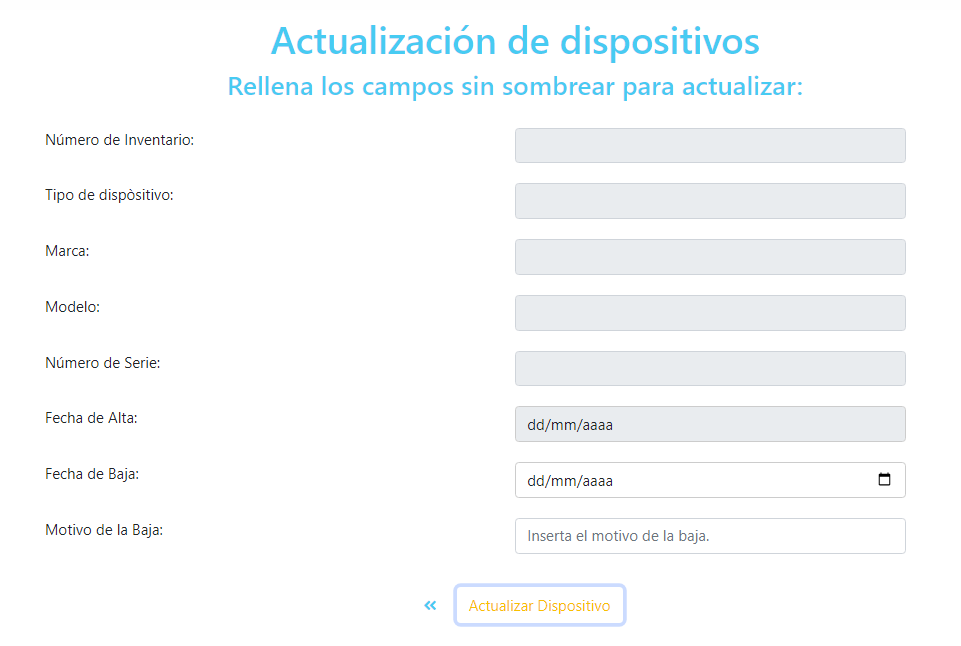 Actualización de dispositivos
Rellena los campos sin sombrear para actualizar:
Número de Inventario:
Tipo de dispòsitivo:
Marca:
Modelo:
Número de Serie:
Fecha de Alta: dd/mm/aaaa
Fecha de Baja: dd/mm/aaaa
Motivo de la Baja: Inserta el motivo de la baja.
« Actualizar Dispositivo